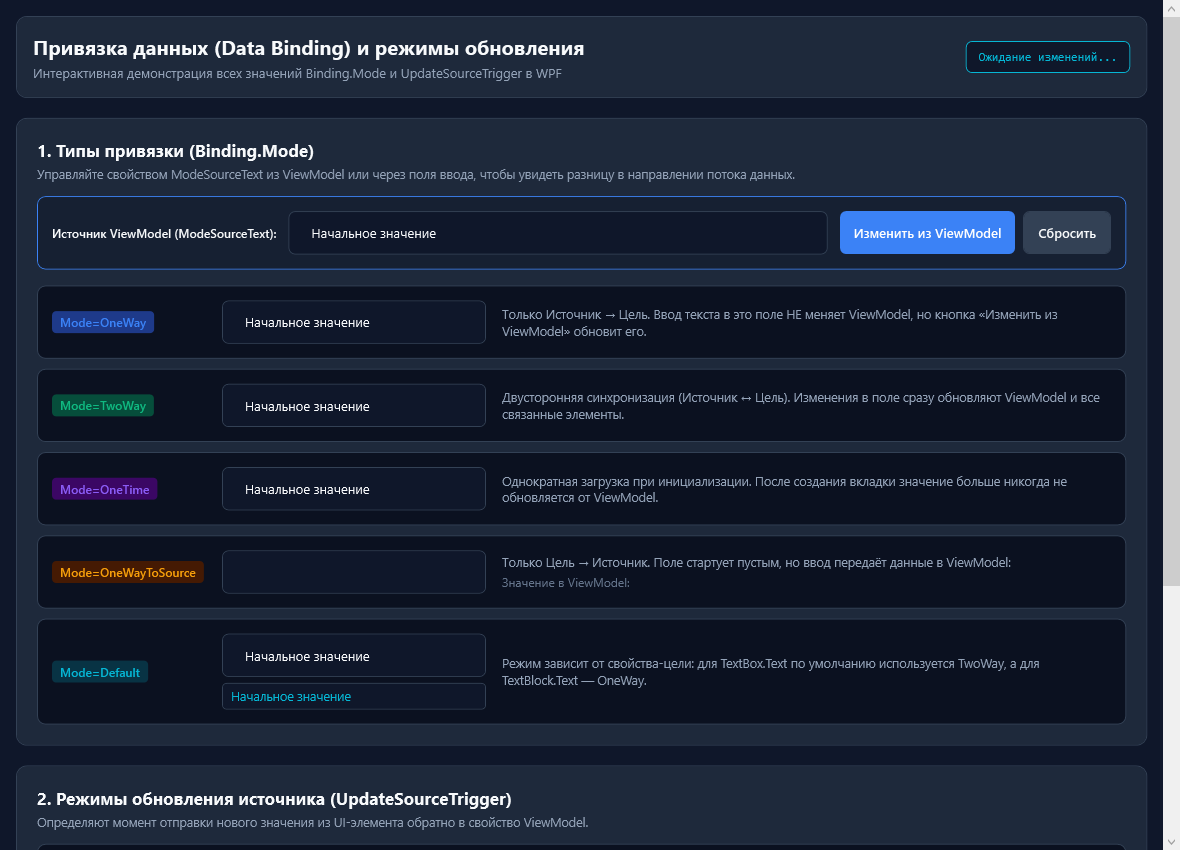 Привязка данных (Data Binding) и режимы обновления
Интерактивная демонстрация всех значений Binding.Mode и UpdateSourceTrigger в WPF
Ожидание изменений...
1. Типы привязки (Binding.Mode)
Управляйте свойством ModeSourceText из ViewModel или через поля ввода, чтобы увидеть разницу в направлении потока данных.
Источник ViewModel (ModeSourceText):
Начальное значение
Изменить из ViewModel
Сбросить
Mode=OneWay
Начальное значение
Только Источник → Цель. Ввод текста в это поле НЕ меняет ViewModel, но кнопка «Изменить из
ViewModel» обновит его.
Mode=TwoWay
Начальное значение
Двусторонняя синхронизация (Источник ↔ Цель). Изменения в поле сразу обновляют ViewModel и все
связанные элементы.
Mode=OneTime
Начальное значение
Однократная загрузка при инициализации. После создания вкладки значение больше никогда не
обновляется от ViewModel.
Mode=OneWayToSource
Только Цель → Источник. Поле стартует пустым, но ввод передаёт данные в ViewModel:
Значение в ViewModel:
Mode=Default
Начальное значение
Начальное значение
Режим зависит от свойства-цели: для TextBox.Text по умолчанию используется TwoWay, а для
TextBlock.Text — OneWay.
2. Режимы обновления источника (UpdateSourceTrigger)
Определяют момент отправки нового значения из UI-элемента обратно в свойство ViewModel.